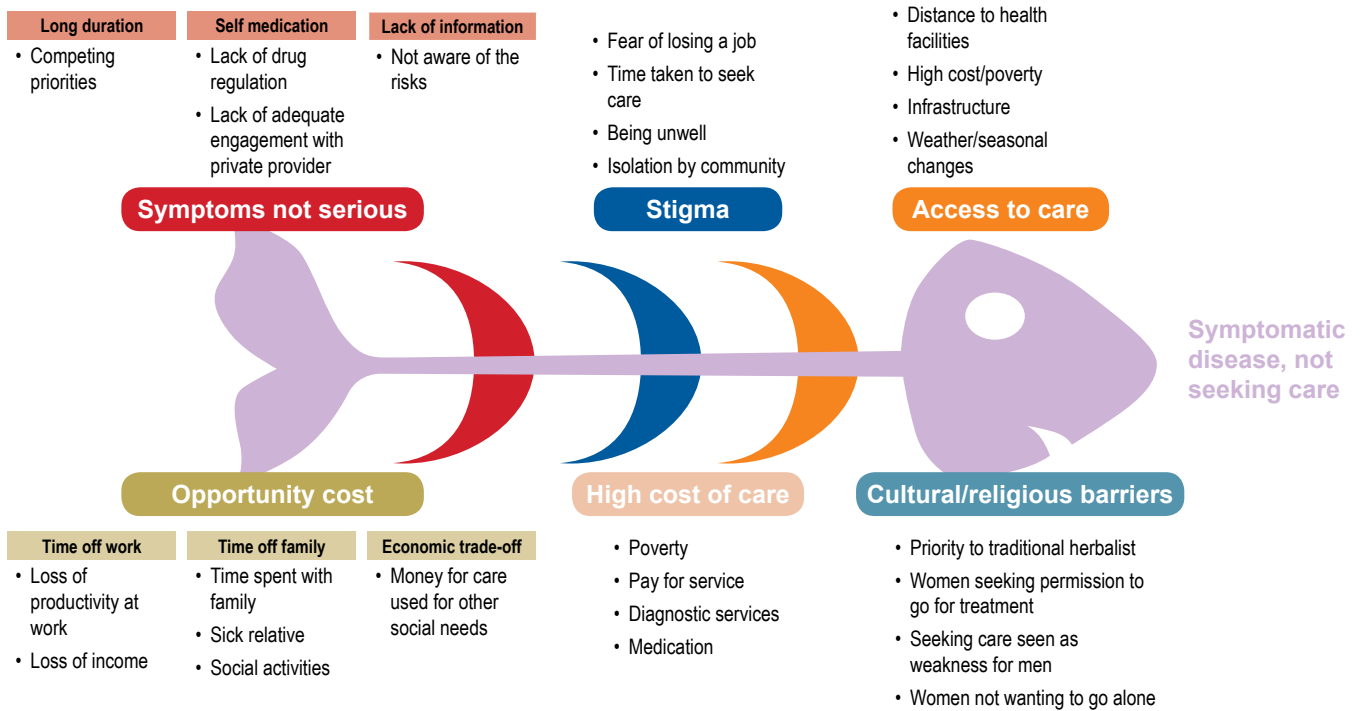 Long duration
• Competing
priorities
Self medication
• Lack of drug
regulation
• Lack of adequate
engagement with
private provider
Lack of information
• Not aware of the
risks
Symptoms not serious
• Fear of losing a job
• Time taken to seek
care
• Being unwell
• Isolation by community
Stigma
• Distance to health
facilities
• High cost/poverty
• Infrastructure
• Weather/seasonal
changes
Access to care
Symptomatic
disease, not
seeking care
Opportunity cost
Time off work
• Loss of
productivity at
work
• Loss of income
Time off family
• Time spent with
family
• Sick relative
• Social activities
Economic trade-off
• Money for care
used for other
social needs
High cost of care
• Poverty
• Pay for service
• Diagnostic services
• Medication
Cultural/religious barriers
• Priority to traditional herbalist
• Women seeking permission to
go for treatment
• Seeking care seen as
weakness for men
• Women not wanting to go alone